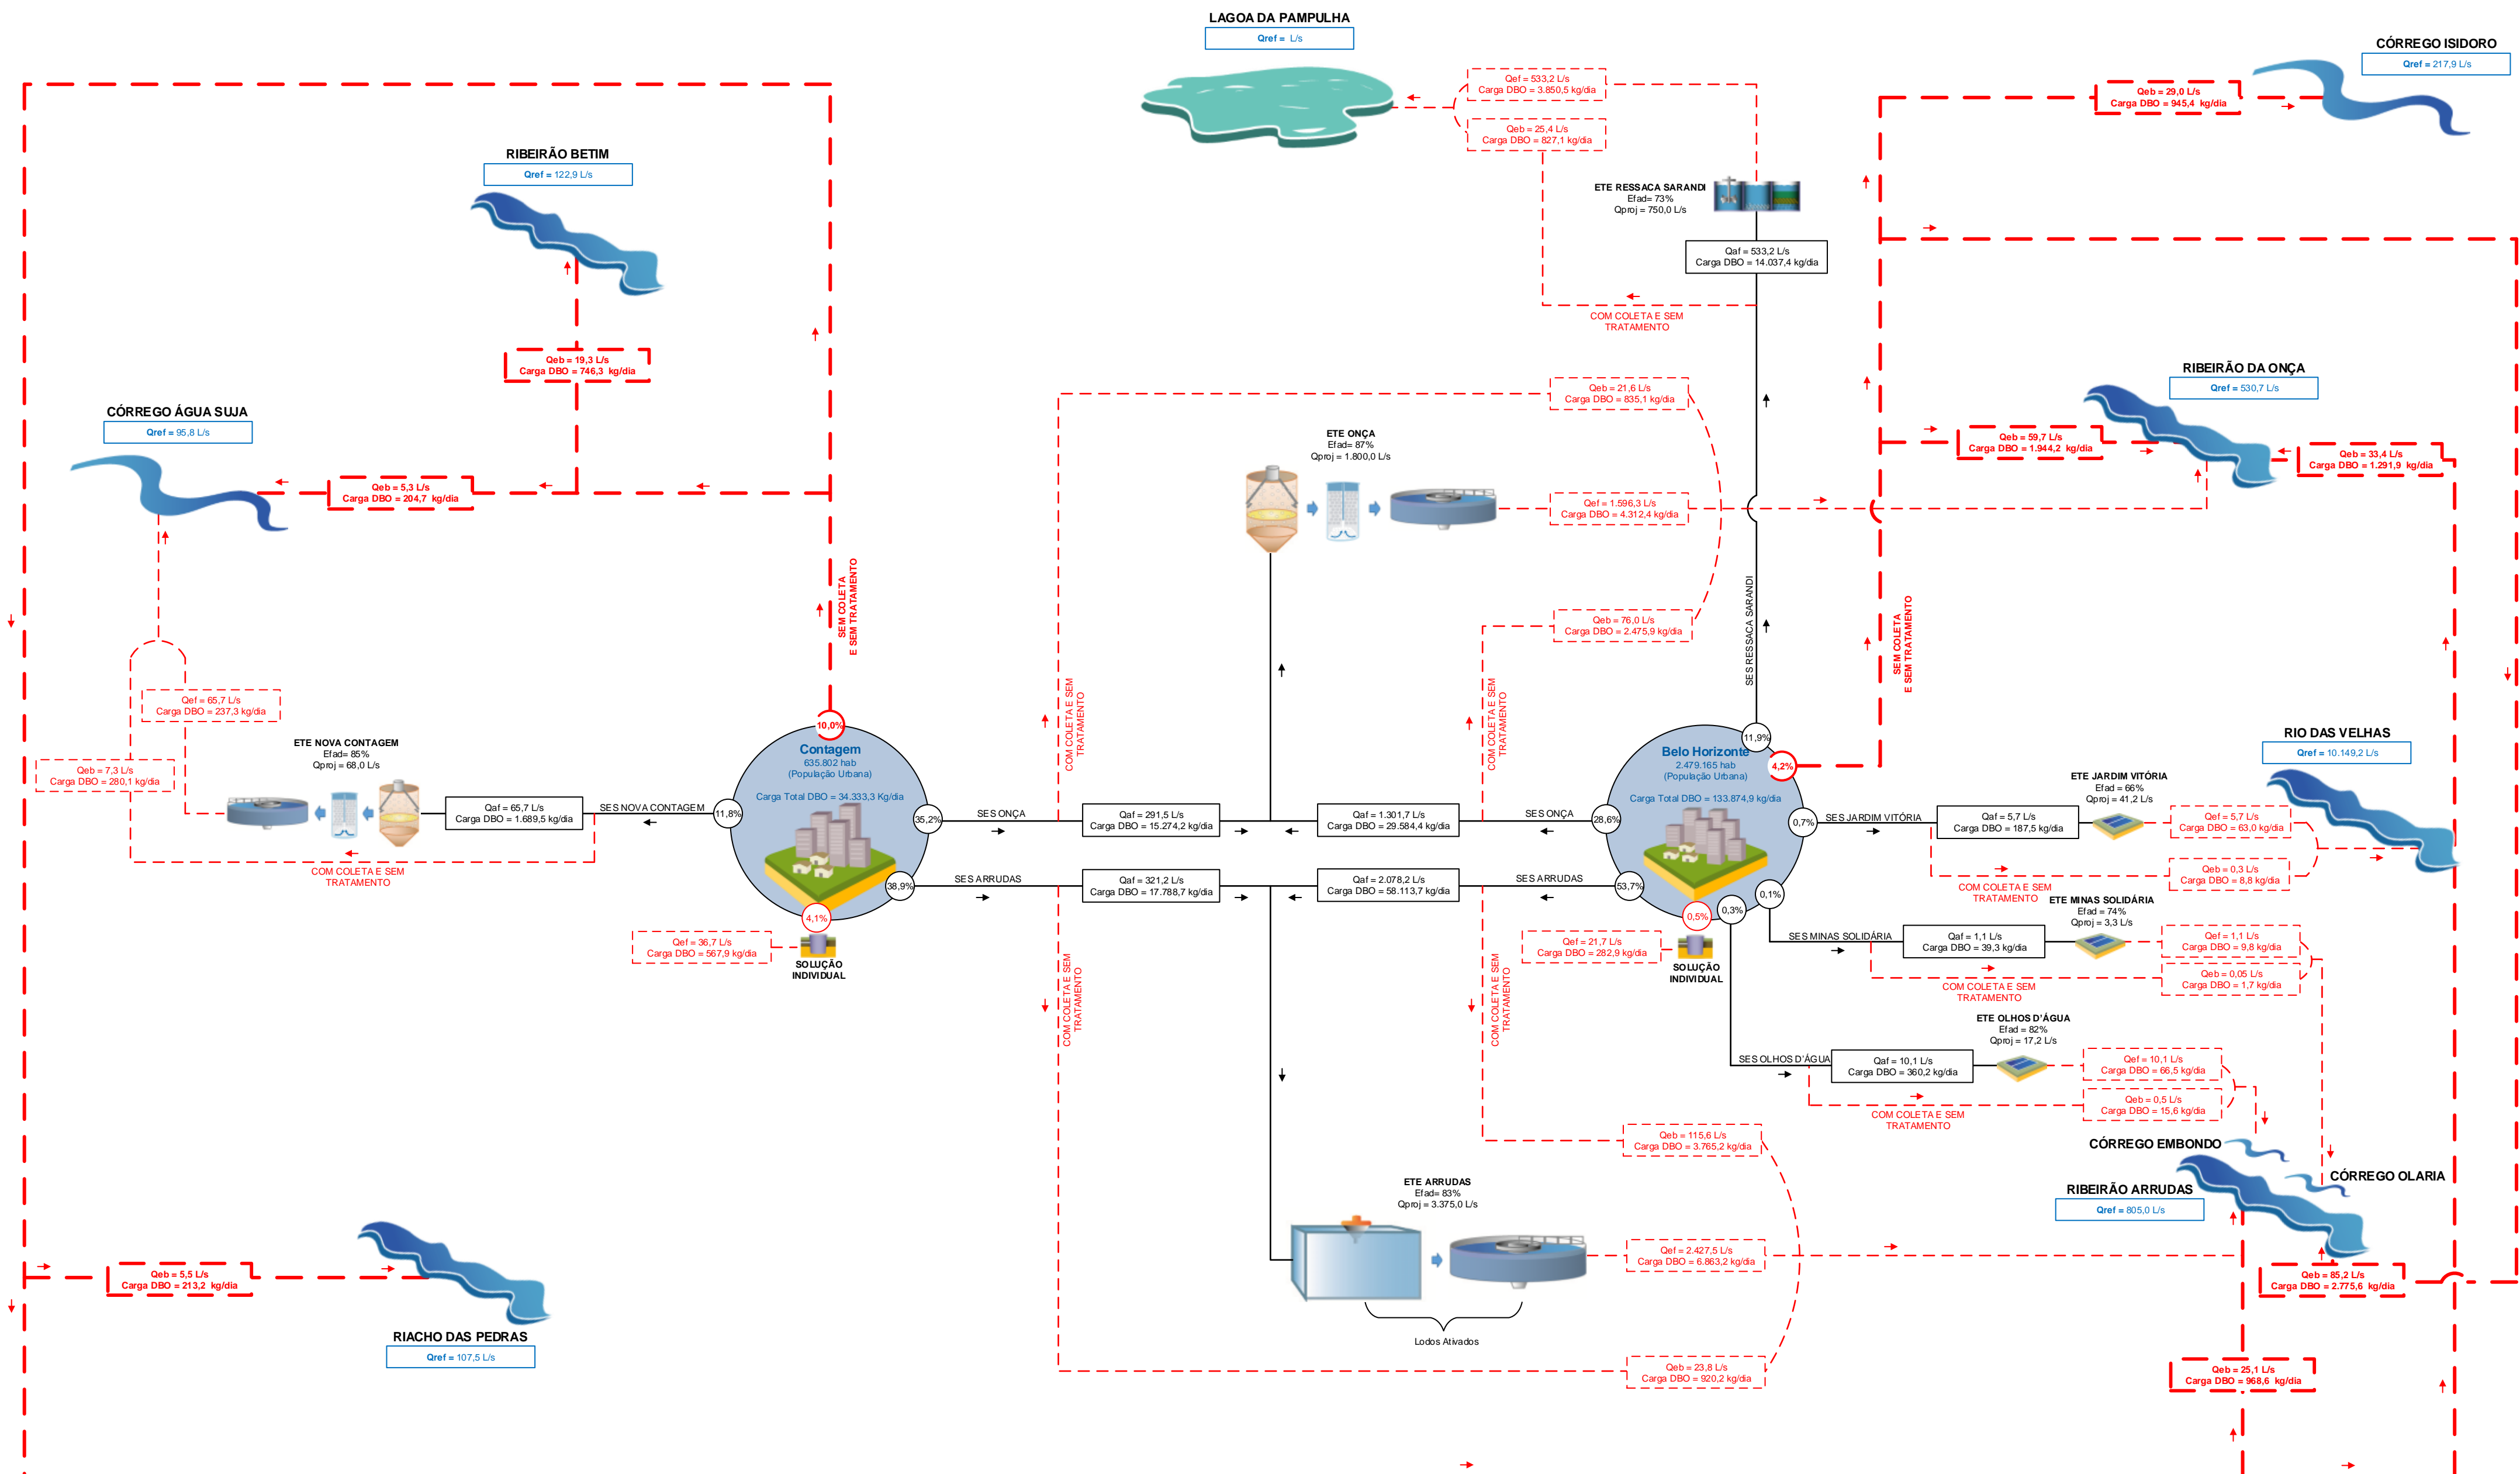 LAGOA DA PAMPULHA
Qref = L/s
CÓRREGO ISIDORO
Qref = 217,9 L/s
Qef = 533,2 L/s
Carga DBO = 3.850,5 kg/dia
Qeb = 25,4 L/s
Carga DBO = 827,1 kg/dia
Qeb = 29,0 L/s
Carga DBO = 945,4 kg/dia
RIBEIRÃO BETIM
Qref = 122,9 L/s
ETE RESSACA SARANDI
Efad= 73%
Qproj = 750,0 L/s
Qaf = 533,2 L/s
Carga DBO = 14.037,4 kg/dia
COM COLETA E SEM
TRATAMENTO
Qeb = 19,3 L/s
Carga DBO = 746,3 kg/dia
Qeb = 21,6 L/s
Carga DBO = 835,1 kg/dia
RIBEIRÃO DA ONÇA
Qref = 530,7 L/s
CÓRREGO ÁGUA SUJA
Qref = 95,8 L/s
ETE ONÇA
Efad= 87%
Qproj = 1.800,0 L/s
Qeb = 59,7 L/s
Carga DBO = 1.944,2 kg/dia
Qeb = 33,4 L/s
Carga DBO = 1.291,9 kg/dia
Qeb = 5,3 L/s
Carga DBO = 204,7 kg/dia
Qef = 1.596,3 L/s
Carga DBO = 4.312,4 kg/dia
SEM COLETA
E SEM TRATAMENTO
SES RESSACA SARANDI
SEM COLETA
E SEM TRATAMENTO
Qeb = 76,0 L/s
Carga DBO = 2.475,9 kg/dia
Qef = 65,7 L/s
Carga DBO = 237,3 kg/dia
COM COLETA E SEM
TRATAMENTO
COM COLETA E SEM
TRATAMENTO
ETE NOVA CONTAGEM
Efad= 85%
Qproj = 68,0 L/s
Qeb = 7,3 L/s
Carga DBO = 280,1 kg/dia
10,0%
Contagem
635.802 hab
(População Urbana)
Carga Total DBO = 34.333,3 Kg/dia
11,9%
4,2%
Belo Horizonte
2.479.165 hab
(População Urbana)
Carga Total DBO = 133.874,9 kg/dia
RIO DAS VELHAS
Qref = 10.149,2 L/s
ETE JARDIM VITÓRIA
Efad = 66%
Qproj = 41,2 L/s
Qaf = 65,7 L/s
Carga DBO = 1.689,5 kg/dia
SES NOVA CONTAGEM
11,8%
35,2%
SES ONÇA
Qaf = 291,5 L/s
Carga DBO = 15.274,2 kg/dia
Qaf = 1.301,7 L/s
Carga DBO = 29.584,4 kg/dia
SES ONÇA
28,6%
0,7%
SES JARDIM VITÓRIA
Qaf = 5,7 L/s
Carga DBO = 187,5 kg/dia
Qef = 5,7 L/s
Carga DBO = 63,0 kg/dia
COM COLETA E SEM
TRATAMENTO
Qeb = 0,3 L/s
Carga DBO = 8,8 kg/dia
COM COLETA E SEM
TRATAMENTO
38,9%
SES ARRUDAS
Qaf = 321,2 L/s
Carga DBO = 17.788,7 kg/dia
Qaf = 2.078,2 L/s
Carga DBO = 58.113,7 kg/dia
SES ARRUDAS
53,7%
0,1%
0,3%
ETE MINAS SOLIDÁRIA
Efad = 74%
Qproj = 3,3 L/s
4,1%
Qef = 36,7 L/s
Carga DBO = 567,9 kg/dia
SOLUÇÃO
INDIVIDUAL
0,5%
Qef = 21,7 L/s
Carga DBO = 282,9 kg/dia
SOLUÇÃO
INDIVIDUAL
SES MINAS SOLIDÁRIA
Qaf = 1,1 L/s
Carga DBO = 39,3 kg/dia
Qef = 1,1 L/s
Carga DBO = 9,8 kg/dia
Qeb = 0,05 L/s
Carga DBO = 1,7 kg/dia
COM COLETA E SEM
TRATAMENTO
COM COLETA E SEM
TRATAMENTO
COM COLETA E SEM
TRATAMENTO
ETE OLHOS D'ÁGUA
Efad = 82%
Qproj = 17,2 L/s
SES OLHOS D'ÁGUA
Qaf = 10,1 L/s
Carga DBO = 360,2 kg/dia
Qef = 10,1 L/s
Carga DBO = 66,5 kg/dia
Qeb = 0,5 L/s
Carga DBO = 15,6 kg/dia
COM COLETA E SEM
TRATAMENTO
Qeb = 115,6 L/s
Carga DBO = 3.765,2 kg/dia
CÓRREGO EMBONDO
CÓRREGO OLARIA
RIBEIRÃO ARRUDAS
Qref = 805,0 L/s
ETE ARRUDAS
Efad= 83%
Qproj = 3.375,0 L/s
Qef = 2.427,5 L/s
Carga DBO = 6.863,2 kg/dia
Qeb = 5,5 L/s
Carga DBO = 213,2 kg/dia
Qeb = 85,2 L/s
Carga DBO = 2.775,6 kg/dia
RIACHO DAS PEDRAS
Qref = 107,5 L/s
Lodos Ativados
Qeb = 23,8 L/s
Carga DBO = 920,2 kg/dia
Qeb = 25,1 L/s
Carga DBO = 968,6 kg/dia